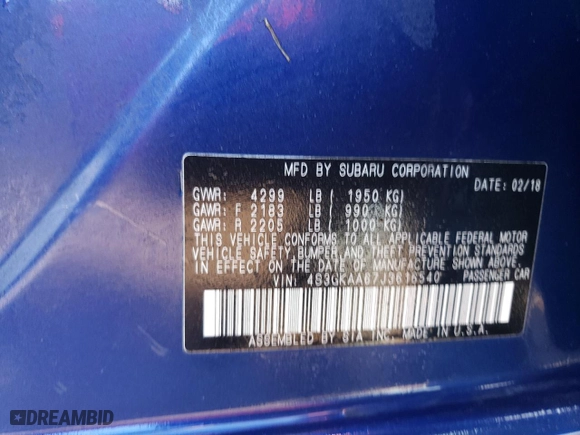 MFD BY SUBARU CORPORATION
DATE: 02/18
GVWR: 4299 LB ( 1950 KG)
GAWR: F 2183 LB ( 990 KG)
GAWR: R 2205 LB ( 1000 KG)
THIS VEHICLE CONFORMS TO ALL APPLICABLE FEDERAL MOTOR
VEHICLE SAFETY, BUMPER, AND THEFT PREVENTION STANDARDS
IN EFFECT ON THE DATE OF MANUFACTURE SHOWN ABOVE.
VIN: PASSENGER CAR
ASSEMBLED BY SIA INC. MADE IN U.S.A.
DREAMBID